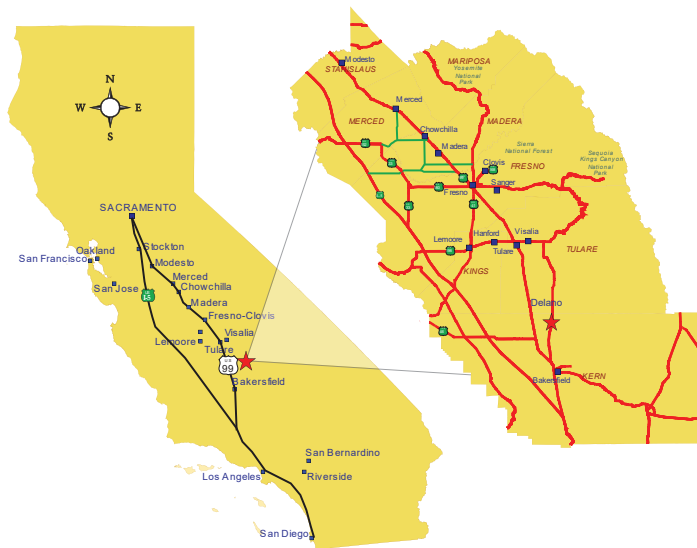 N
W
E
S
SACRAMENTO
Oakland
San Francisco
Stockton
Modesto
San Jose
I-5
Merced
Chowchilla
Madera
Fresno-Clovis
Lemoore
Visalia
Tulare
US
99
Bakersfield
San Bernardino
Los Angeles
Riverside
San Diego
Modesto
STANISLAUS
MARIPOSA
Yosemite
National
Park
Merced
MERCED
MADERA
Chowchilla
Madera
Sierra
National Forest
Clovis
FRESNO
Sequoia
Kings Canyon
National
Park
Fresno
Sanger
Lemoore
Hanford
Visalia
Tulare
TULARE
KINGS
Delano
Bakersfield
KERN